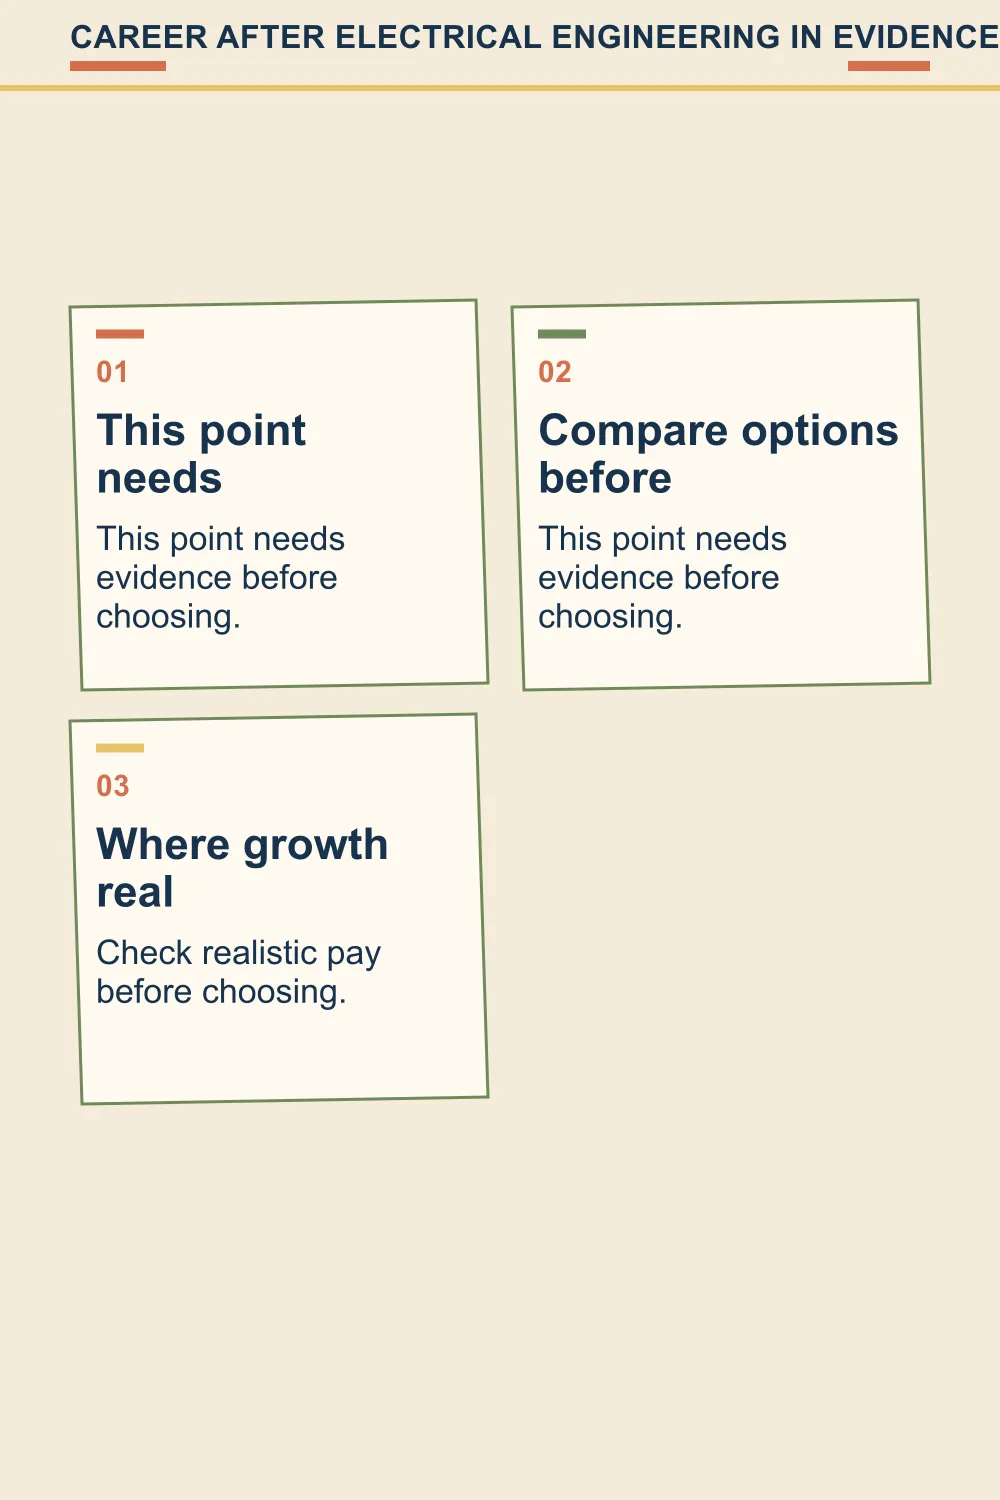 CAREER AFTER ELECTRICAL ENGINEERING IN EVIDENCE
01
This point
needs
This point needs
evidence before
choosing.
02
Compare options
before
This point needs
evidence before
choosing.
03
Where growth
real
Check realistic pay
before choosing.